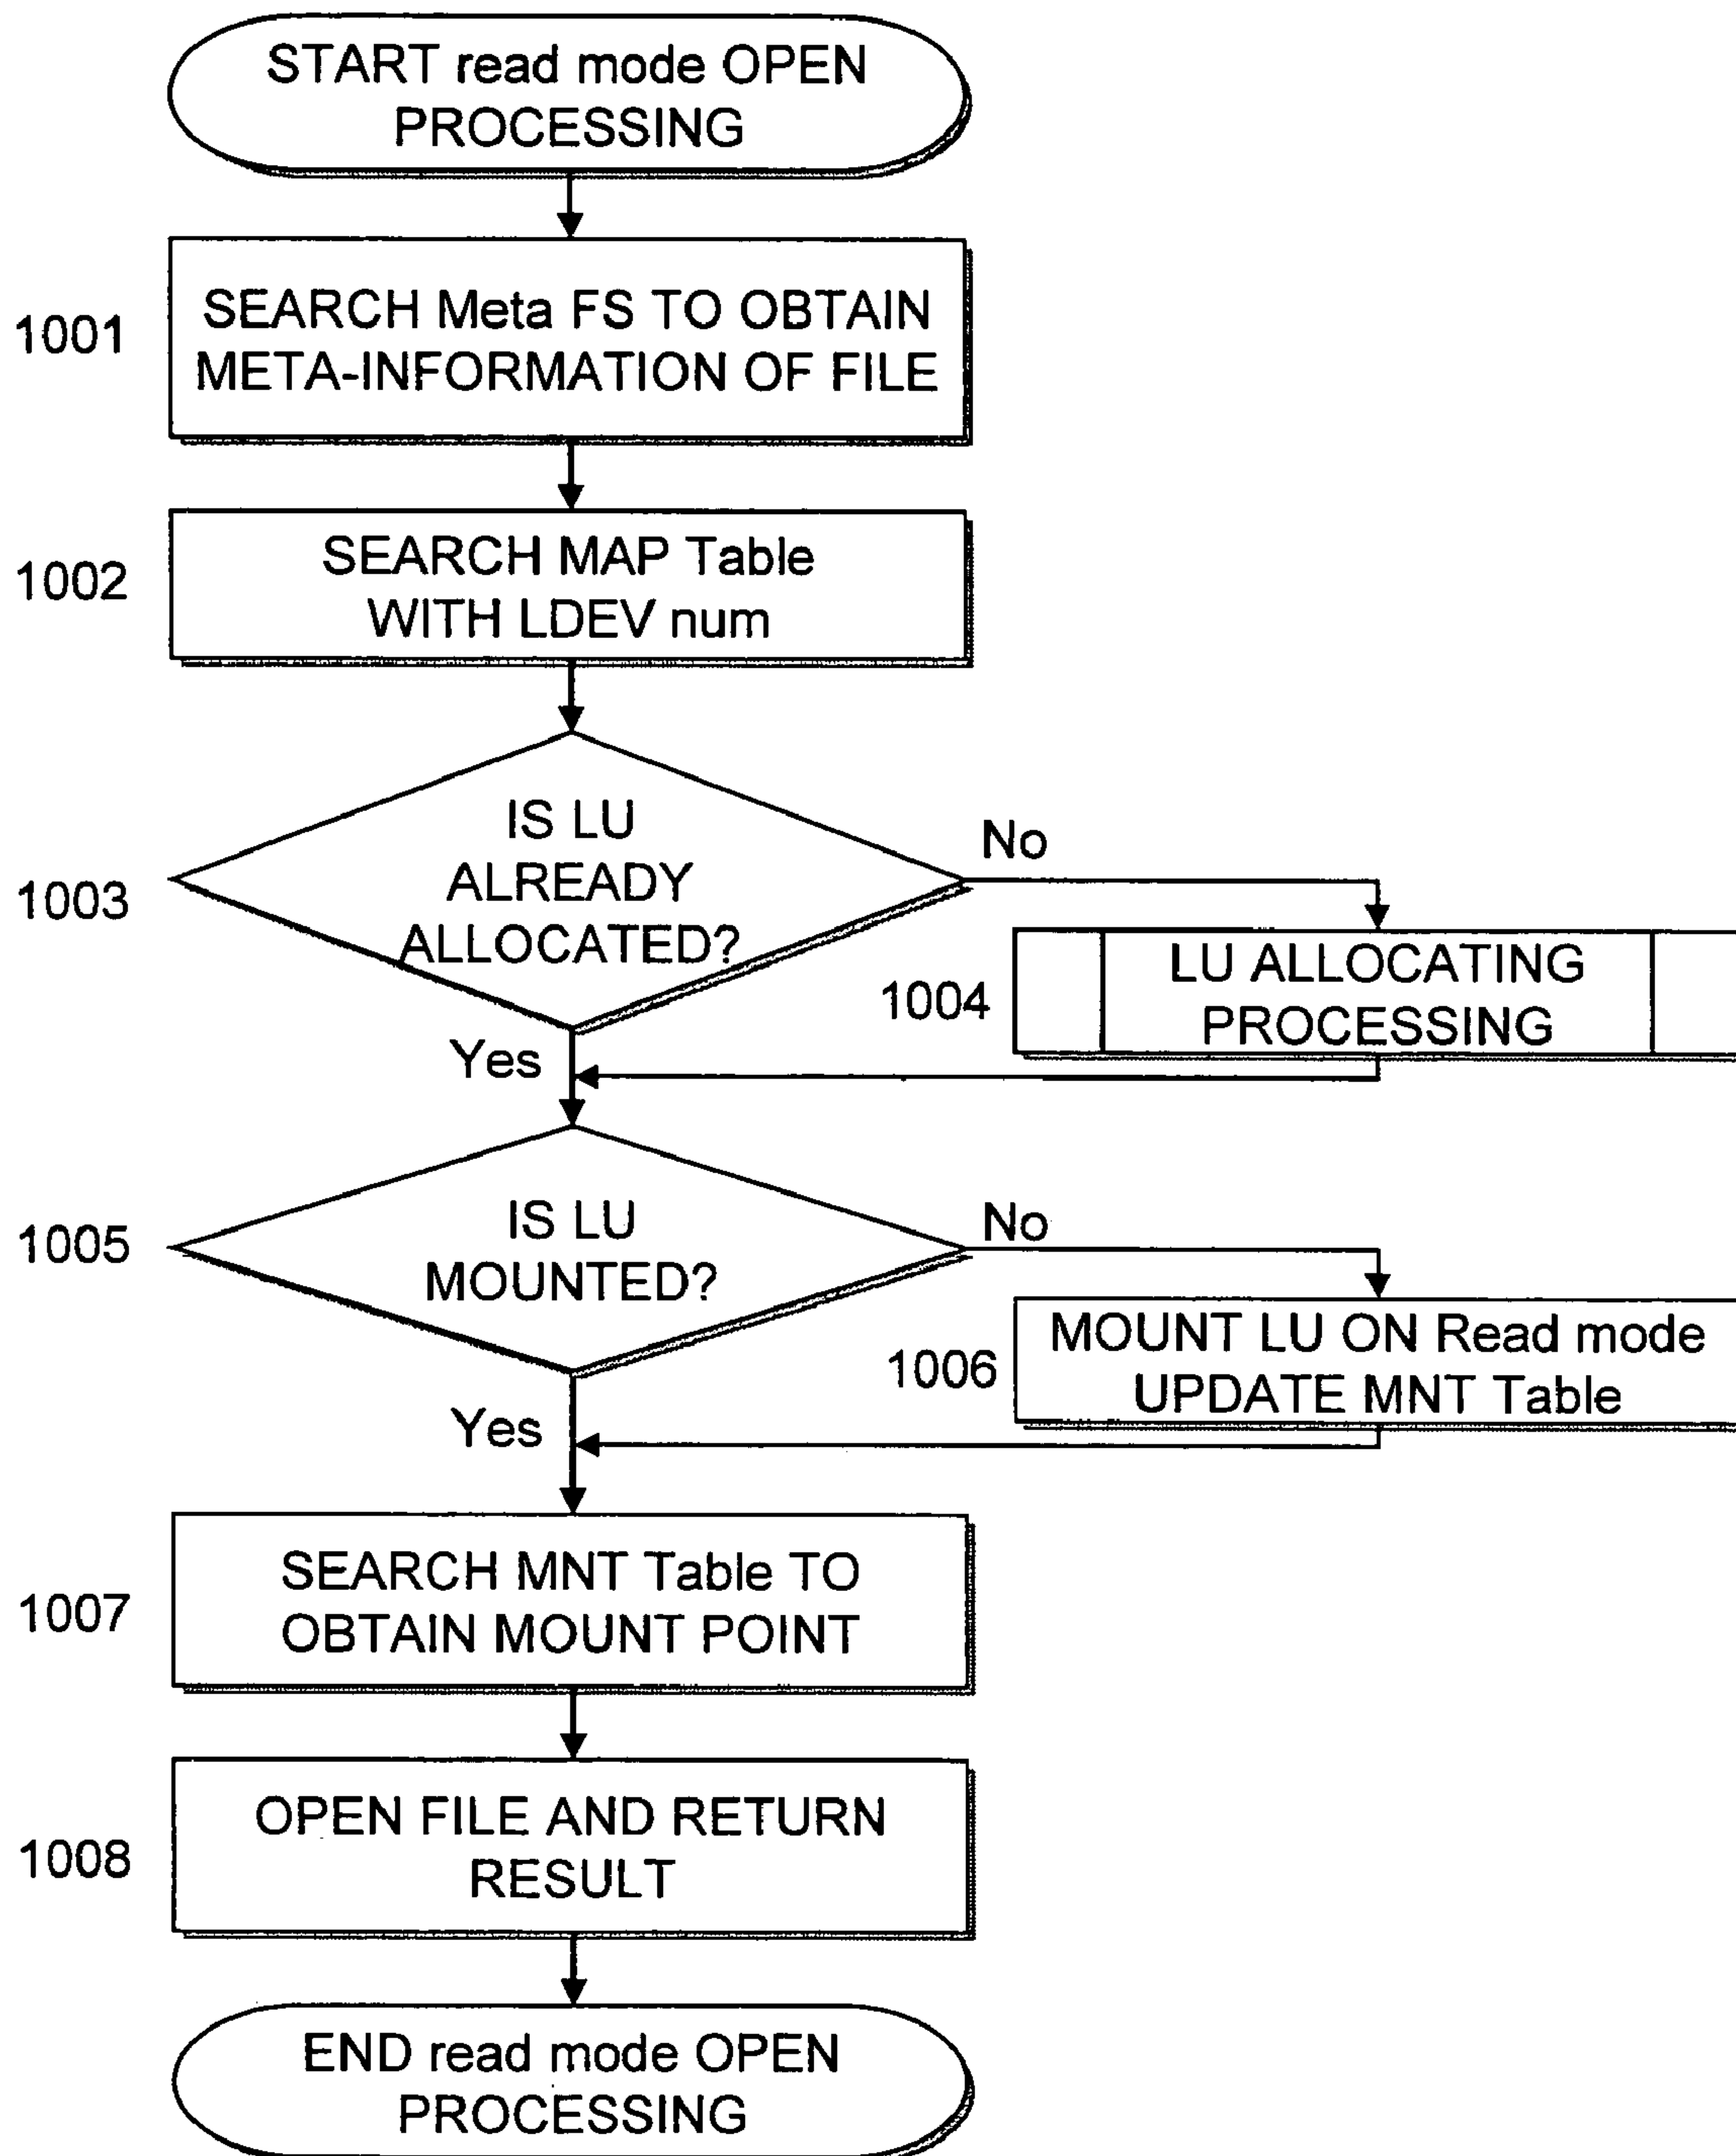 START read mode OPEN
PROCESSING
1001
SEARCH Meta FS TO OBTAIN
META-INFORMATION OF FILE
1002
SEARCH MAP Table
WITH LDEV num
1003
IS LU
ALREADY
ALLOCATED?
No
1004
LU ALLOCATING
PROCESSING
Yes
1005
IS LU
MOUNTED?
No
1006
MOUNT LU ON Read mode
UPDATE MNT Table
Yes
1007
SEARCH MNT Table TO
OBTAIN MOUNT POINT
1008
OPEN FILE AND RETURN
RESULT
END read mode OPEN
PROCESSING